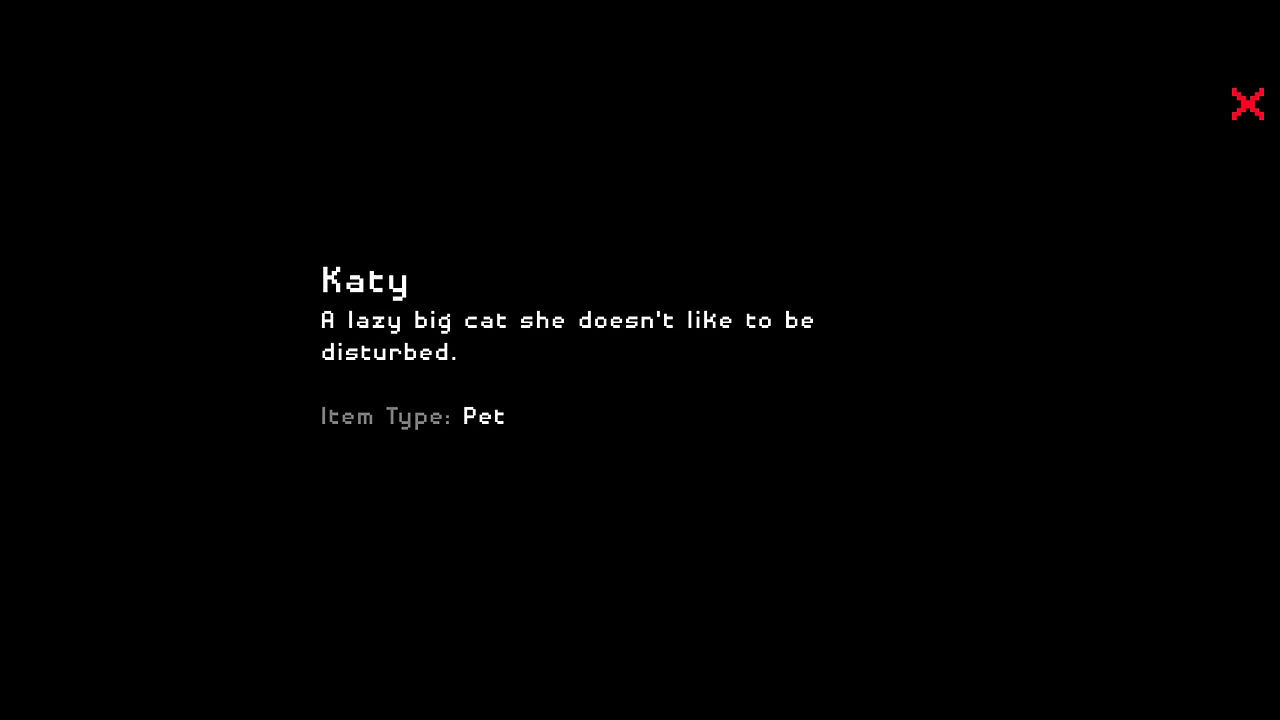 Katy
A lazy big cat she doesn't like to be
disturbed.
Item Type: Pet